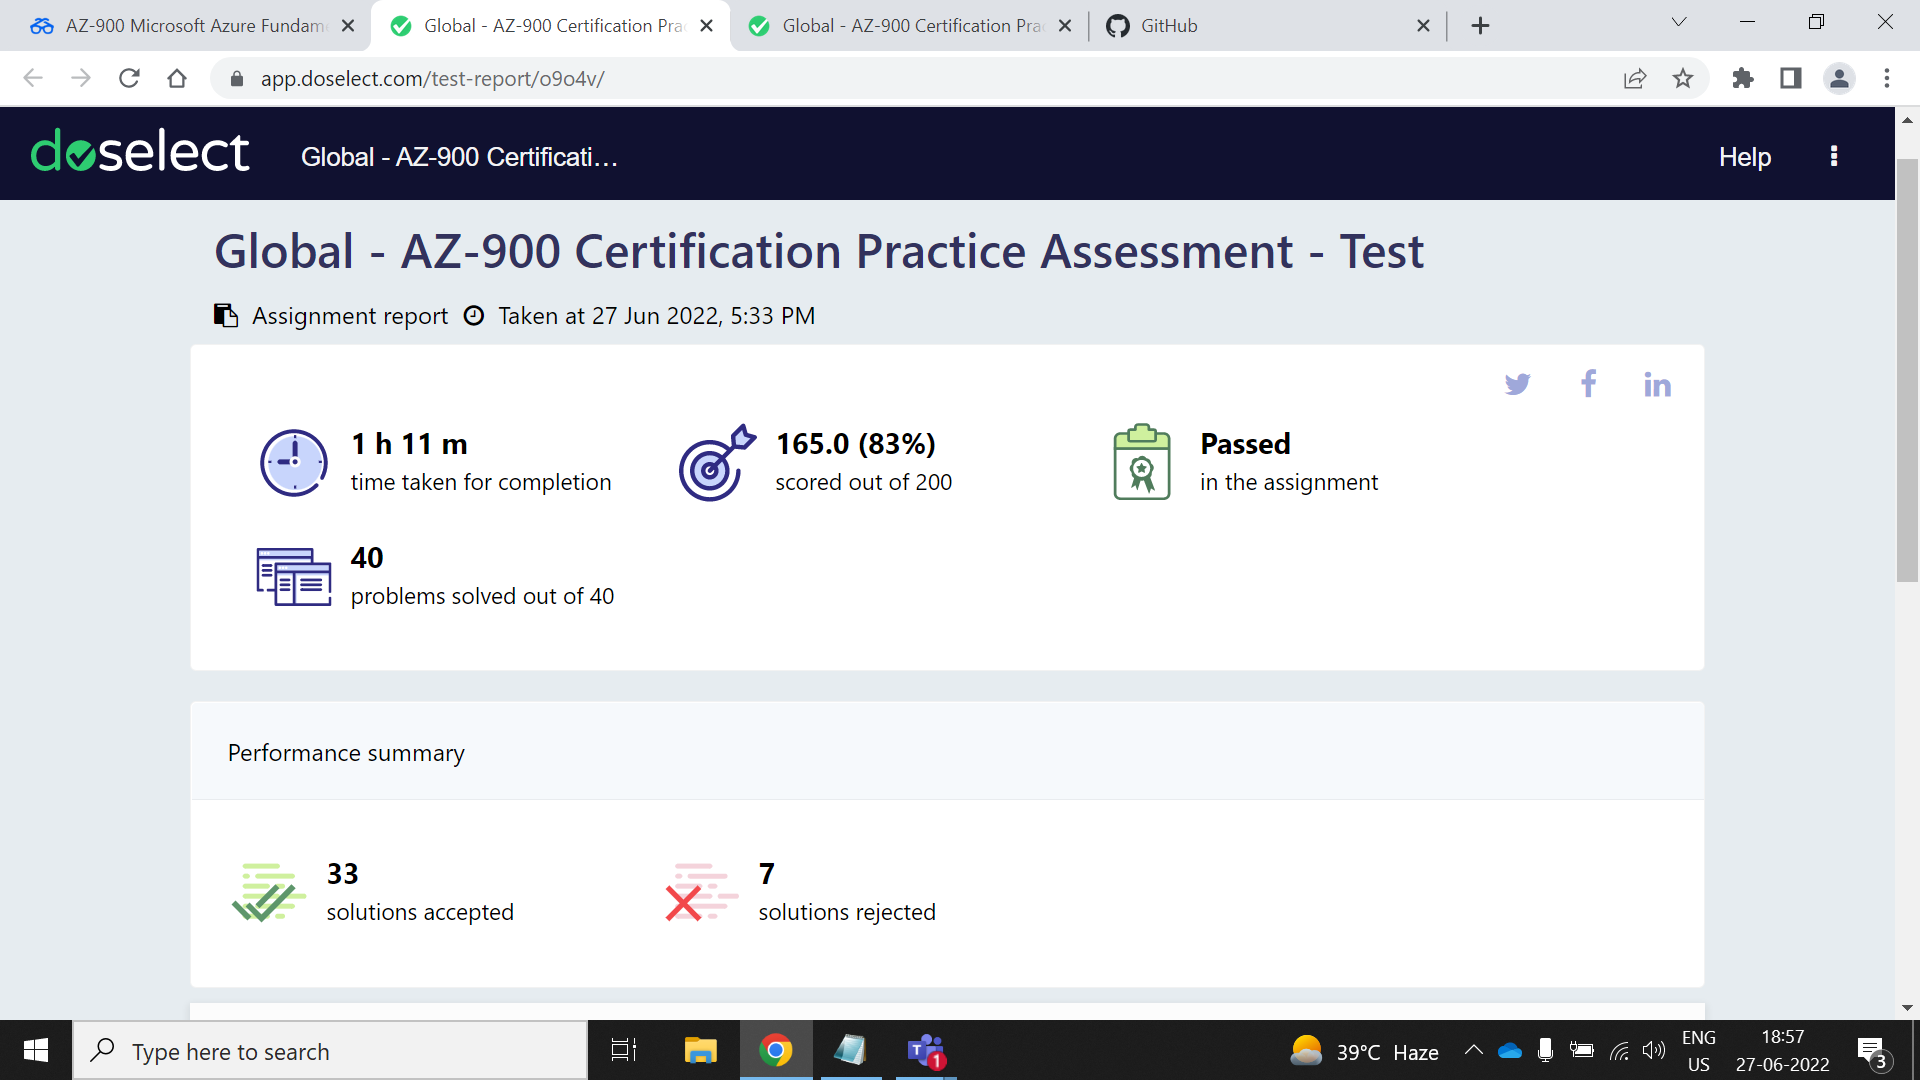 AZ-900 Microsoft Azure Fundam
Global - AZ-900 Certification Pra
Global - AZ-900 Certification Pra
GitHub
app.doselect.com/test-report/o9o4v/
doselect
Global - AZ-900 Certificati…
Help
Global - AZ-900 Certification Practice Assessment - Test
Assignment report Taken at 27 Jun 2022, 5:33 PM
1 h 11 m
time taken for completion
165.0 (83%)
scored out of 200
Passed
in the assignment
40
problems solved out of 40
Performance summary
33
solutions accepted
7
solutions rejected
Type here to search
T
1
39°C Haze
ENG
US
18:57
27-06-2022
3